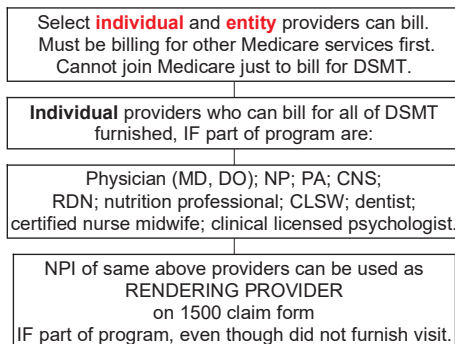 Select individual and entity providers can bill.
Must be billing for other Medicare services first.
Cannot join Medicare just to bill for DSMT.
Individual providers who can bill for all of DSMT
furnished, IF part of program are:
Physician (MD, DO); NP; PA; CNS;
RDN; nutrition professional; CLSW; dentist;
certified nurse midwife; clinical licensed psychologist.
NPI of same above providers can be used as
RENDERING PROVIDER
on 1500 claim form
IF part of program, even though did not furnish visit.